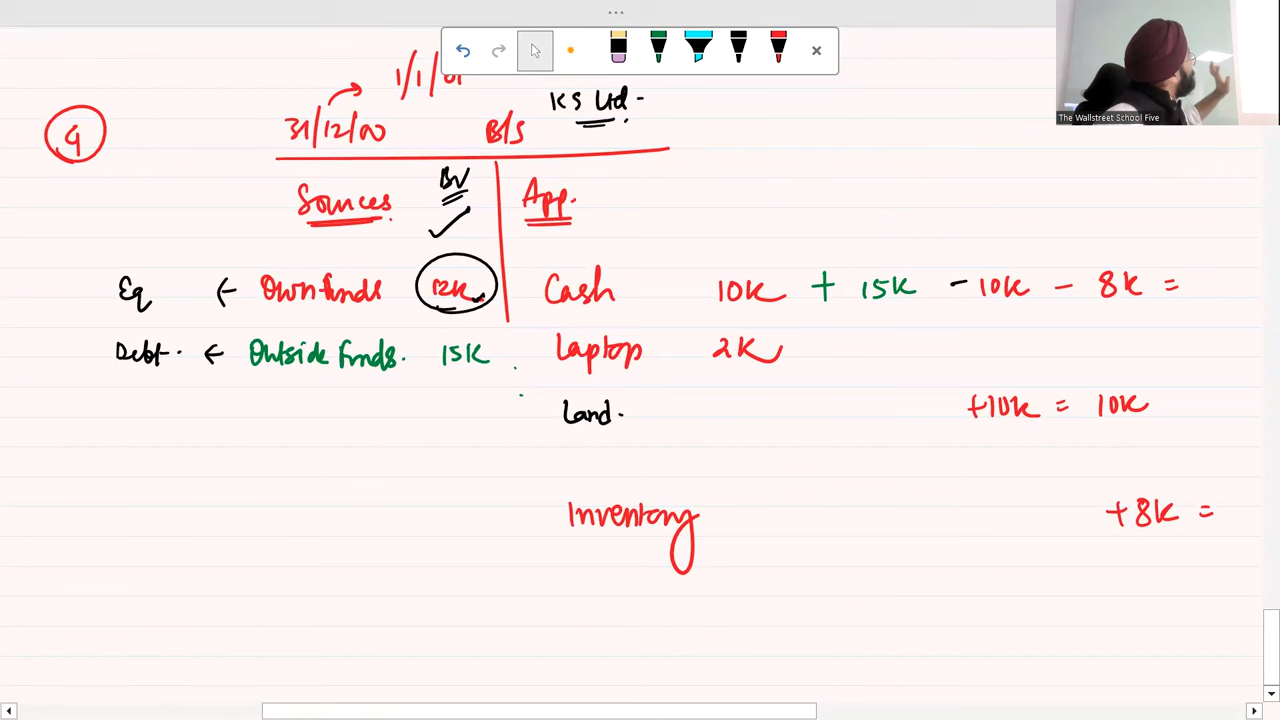 1/1/01
KS Ltd.
G
31/12/00 B/S
BV
Sources App.
Eq ← Own funds 12K Cash 10K + 15K - 10K - 8K =
Debt. ← Outside funds. 15K Laptop 2K
Land. +10K = 10K
Inventory +8K =
The Wallstreet School Five